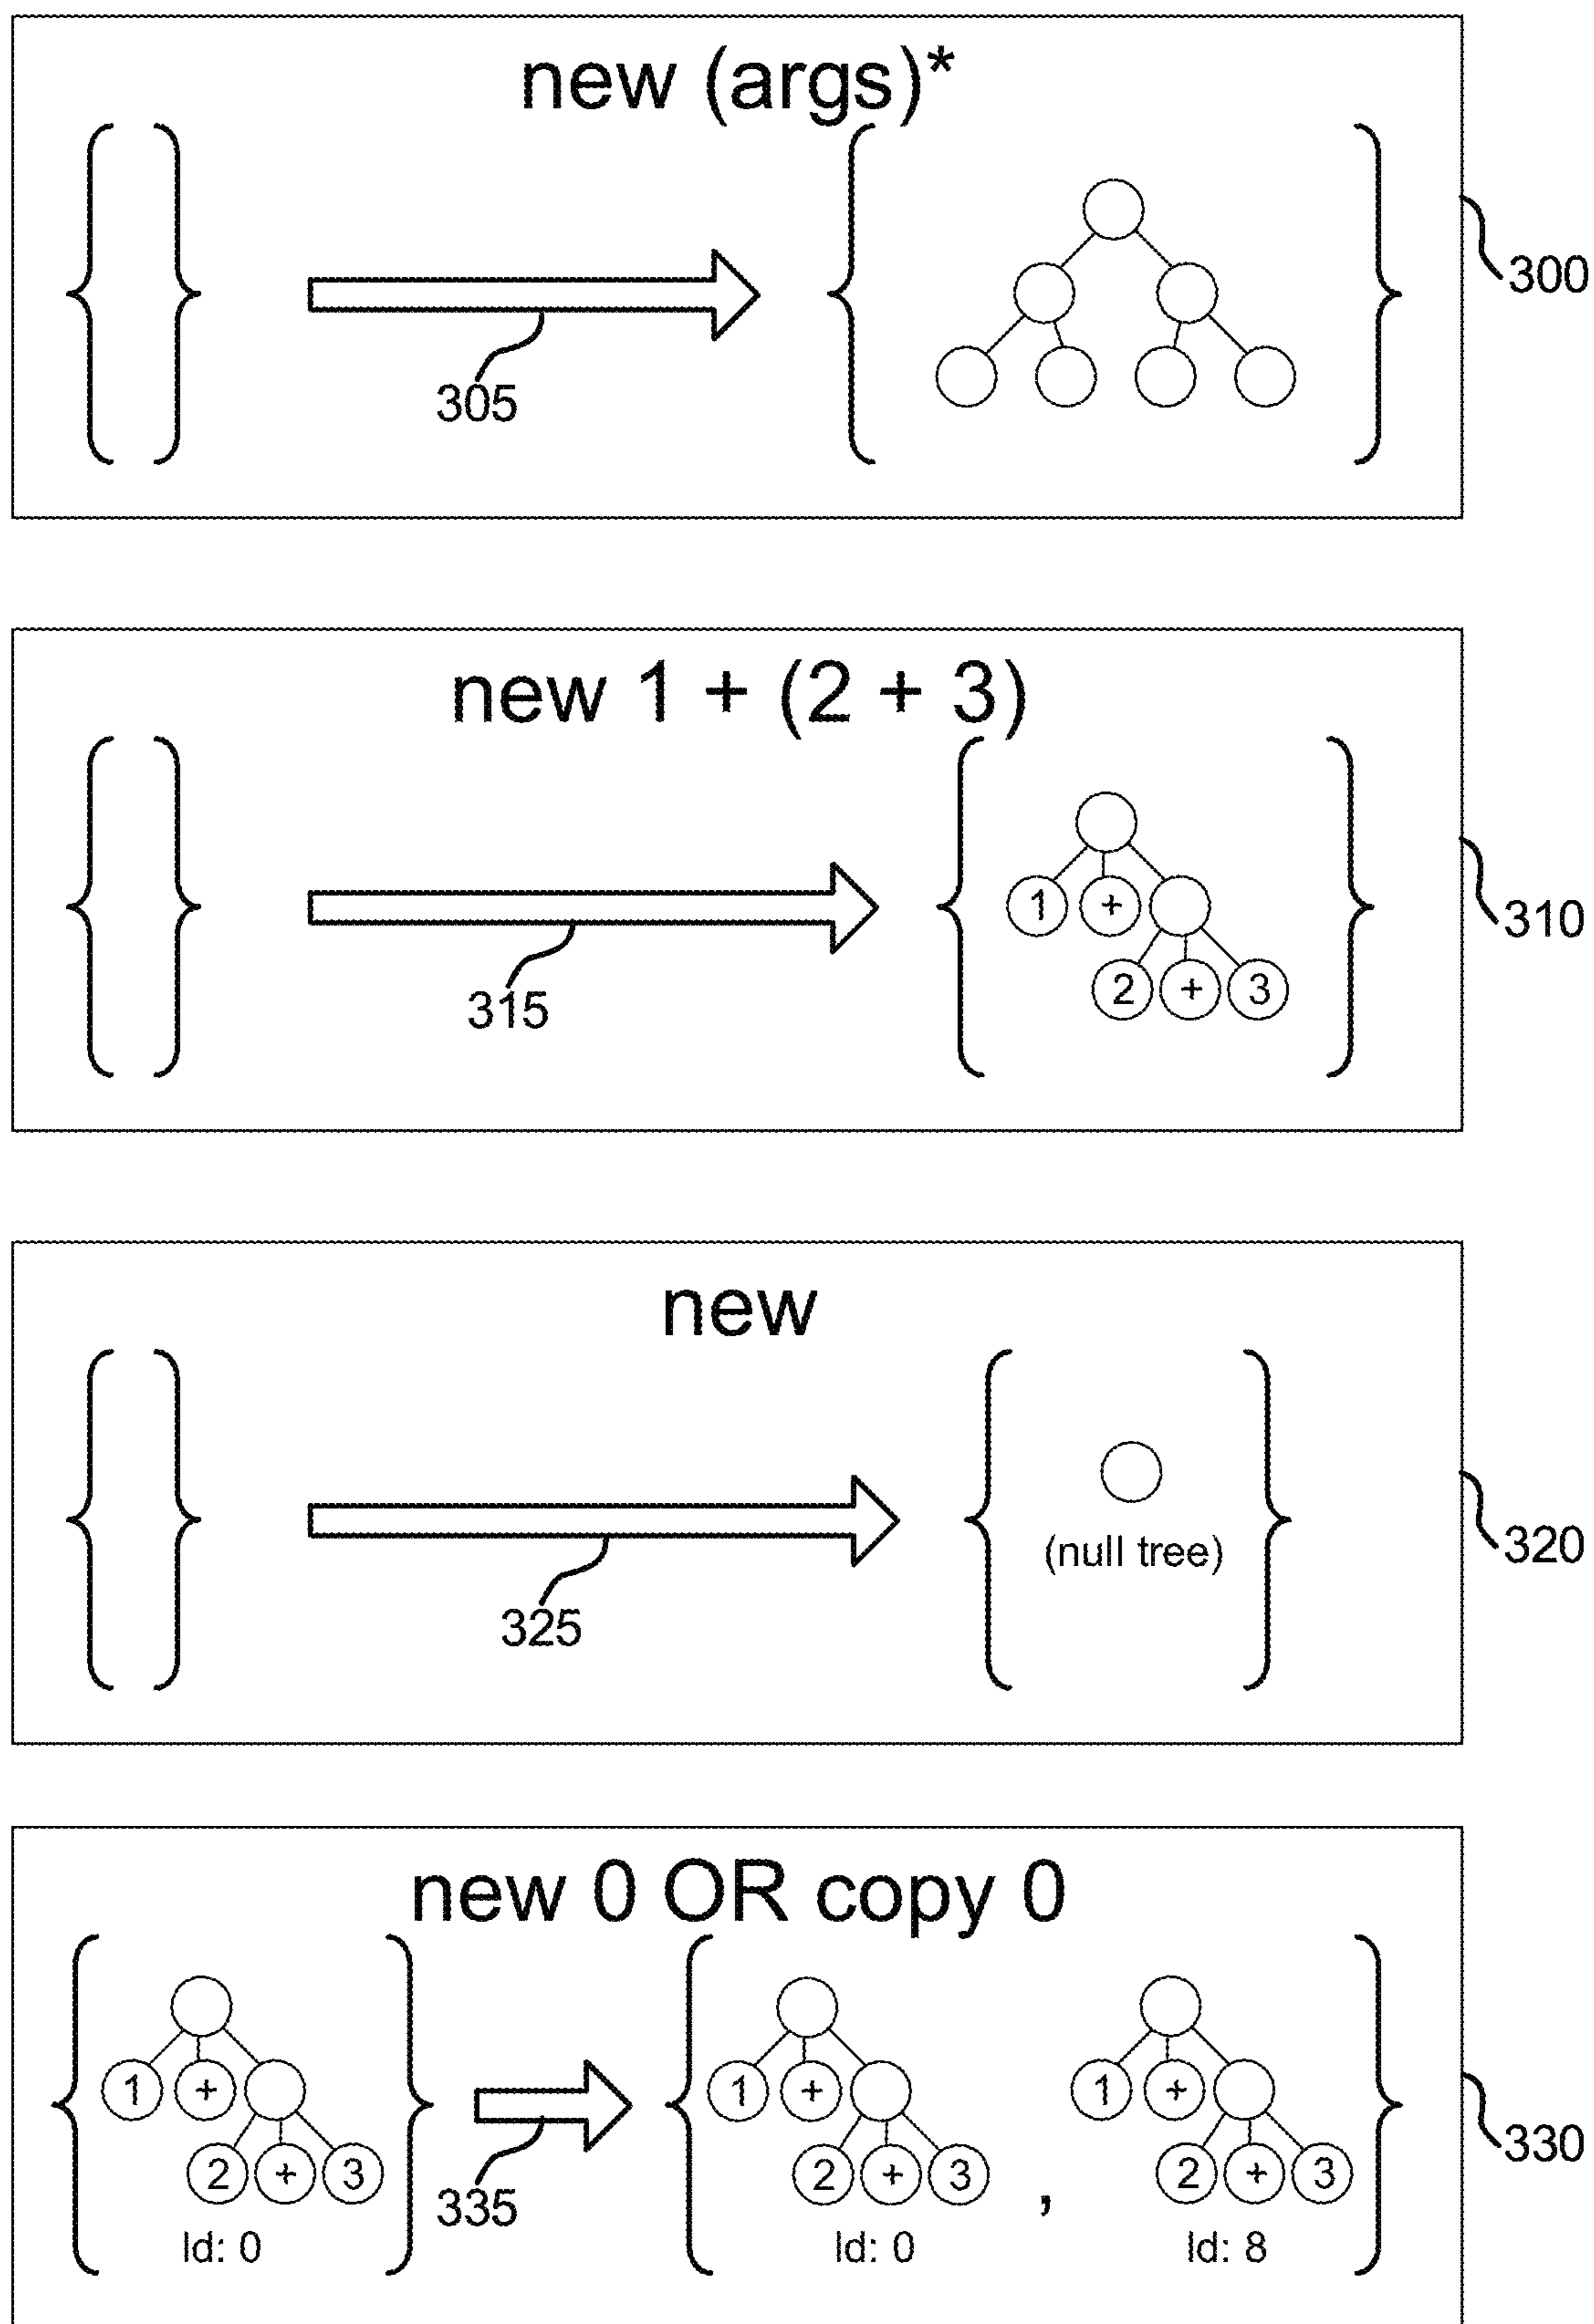 new (args)*
300
305
new 1 + (2 + 3)
1 +
310
2 + 3
315
new
(null tree)
320
325
new 0 OR copy 0
1 + 1 + 1 +
330
2 + 3 335 2 + 3 , 2 + 3
Id: 0 Id: 0 Id: 8